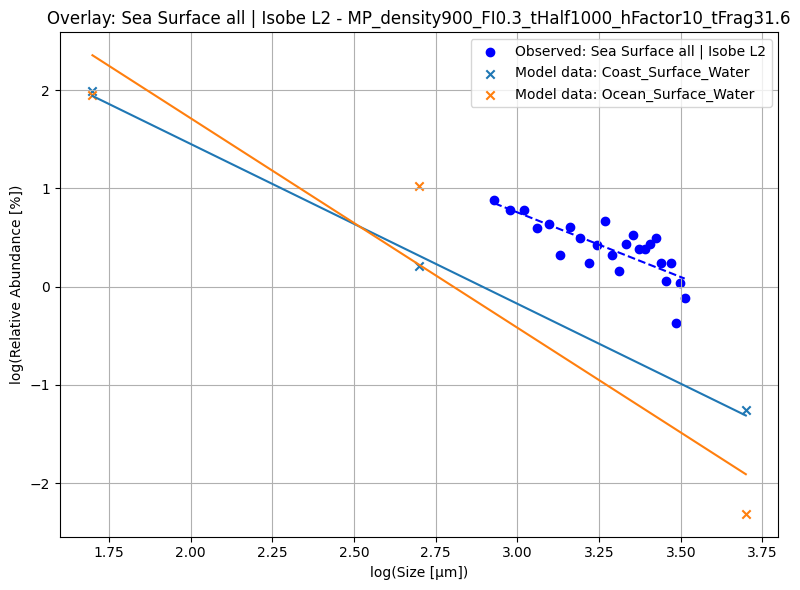 Overlay: Sea Surface all | Isobe L2 - MP_density900_FI0.3_tHalf1000_hFactor10_tFrag31.6
Observed: Sea Surface all | Isobe L2
Model data: Coast_Surface_Water
Model data: Ocean_Surface_Water
log(Relative Abundance [%])
2
1
0
−1
−2
1.75 2.00 2.25 2.50 2.75 3.00 3.25 3.50 3.75
log(Size [µm])